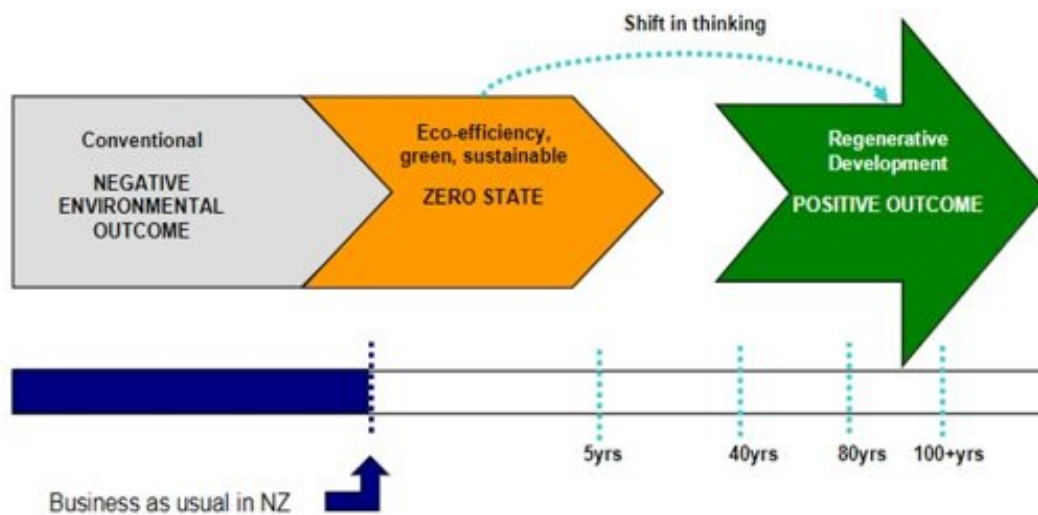 Shift in thinking
Conventional
NEGATIVE
ENVIRONMENTAL
OUTCOME
Eco-efficiency,
green, sustainable
ZERO STATE
Regenerative
Development
POSITIVE OUTCOME
5yrs
40yrs
80yrs
100+yrs
Business as usual in NZ